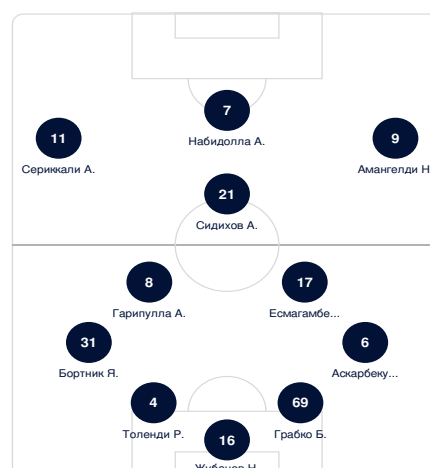 7
Набидолла А.
11
Сериккали А.
9
Амангелди Н
21
Сидихов А.
8
Гарипулла А.
17
Есмагамбе...
31
Бортник Я.
6
Аскарбеку...
4
Толенди Р.
69
Грабко Б.
16